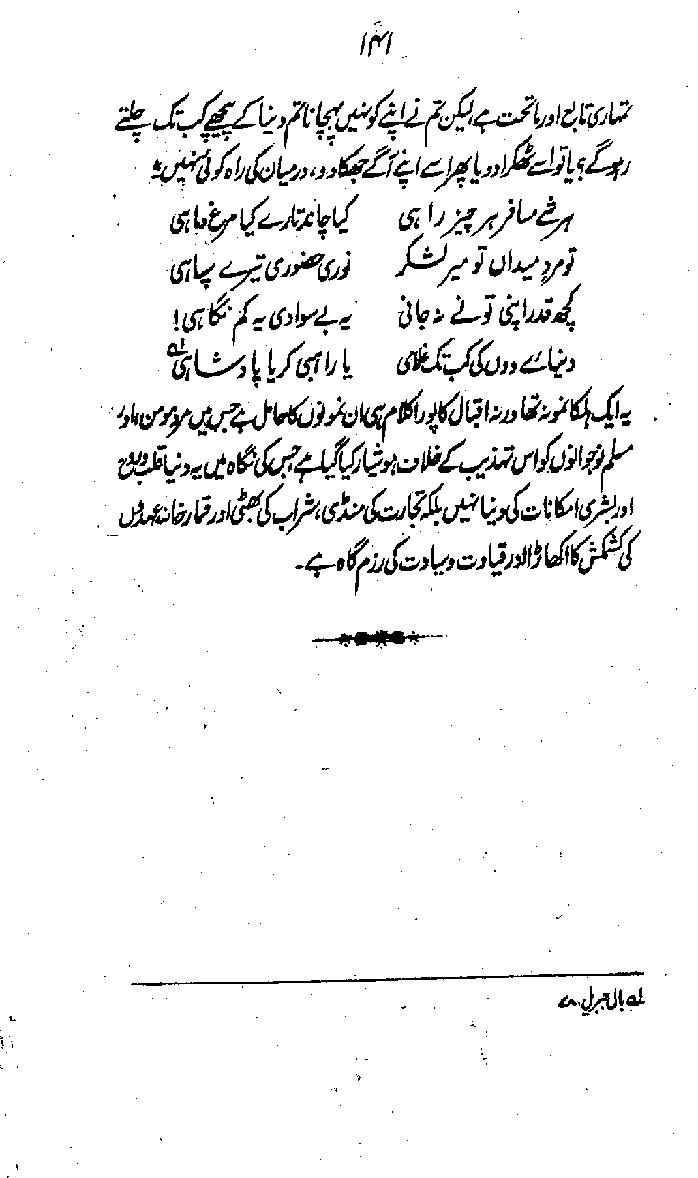 ۱۴۱
تمہاری تابع اور ماتحت ہے، لیکن تم نے اپنے کو نہیں پہچانا تم دنیا کے پیچھے کب تک چلتے
رہو گے؟ یا تو اسے ٹھکرا دو یا پھر اسے اپنے آگے جھکا دو، درمیان کی راہ کوئی نہیں؛
ہر شے مسافر ہر چیز راہی کیا چاند تارے کیا مرغ و ماہی
تو مردِ میداں تو میرِ لشکر نوری حضوری تیرے سپاہی
کچھ قدر اپنی تو نے نہ جانی یہ بے سوادی یہ کم نگاہی!
دنیائے دوں کی کب تک غلامی یا راہبی کر یا پادشاہی لہ
یہ ایک ہلکا نمونہ تھا ورنہ اقبال کا پورا کلام ہی ان نمونوں کا حامل ہے جس میں مردِ مومن اور
مسلم نوجوانوں کو اس تہذیب کے خلاف ہوشیار کیا گیا ہے جس کی نگاہ میں یہ دنیا قلب و روح
اور بشری امکانات کی دنیا نہیں بلکہ تجارت کی منڈی، شراب کی بھٹی اور قمار خانہ عہدوں
کی کشمکش کا اکھاڑا اور قیادت و سیادت کی رزم گاہ ہے۔
لہ بال جبریل